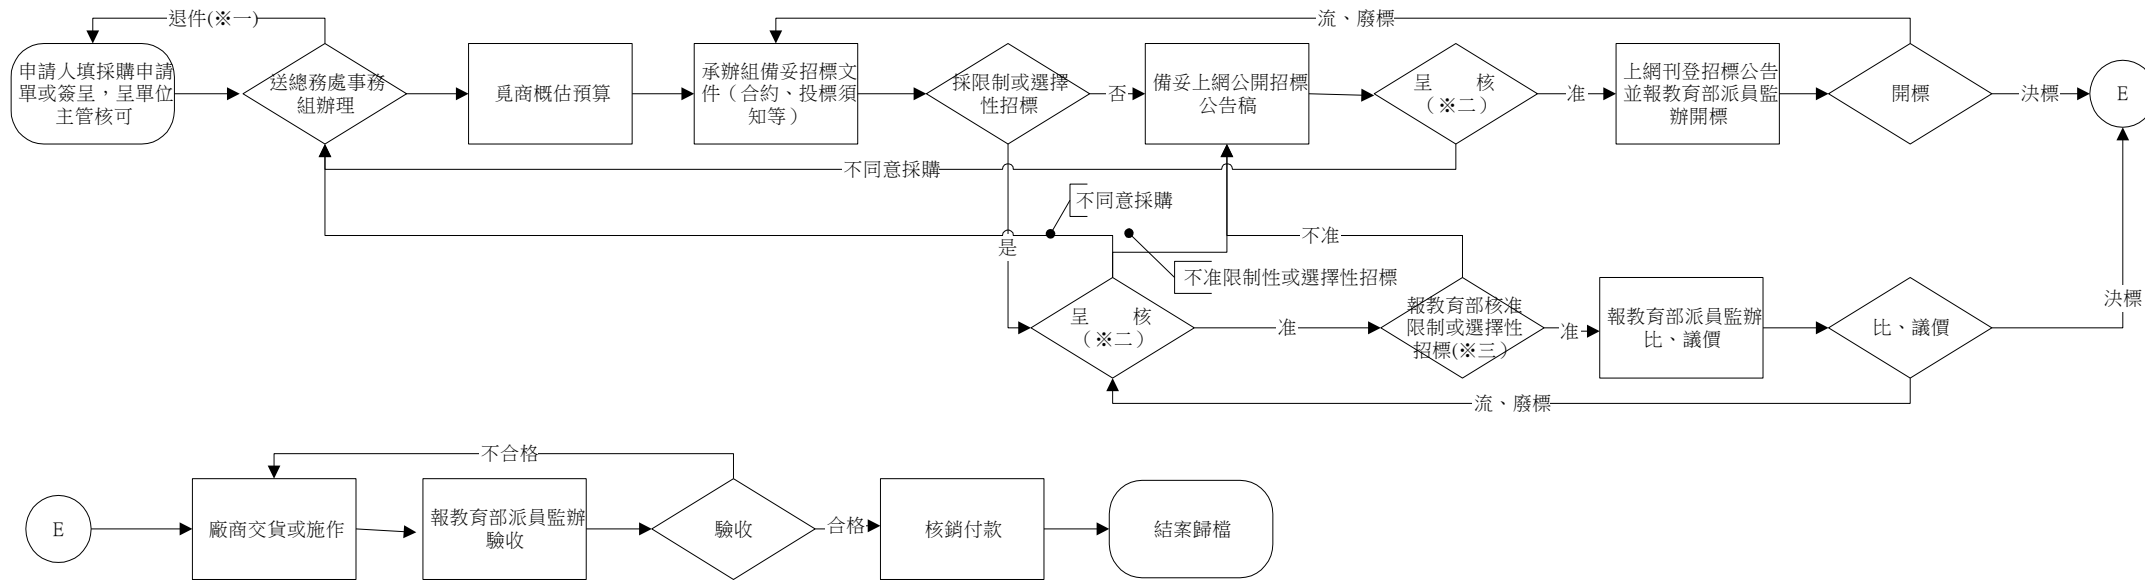 退件(※一)
流、廢標
申請人填採購申請
單或簽呈，呈單位
主管核可
送總務處事務
組辦理
覓商概估預算
承辦組備妥招標文
件（合約、投標須
知等）
採限制或選擇
性招標
否
備妥上網公開招標
公告稿
呈　　核
（※二）
准
上網刊登招標公告
並報教育部派員監
辦開標
開標
決標
E
不同意採購
不同意採購
是
不准
不准限制性或選擇性招標
呈　　核
（※二）
准
報教育部核准
限制或選擇性
招標(※三)
准
報教育部派員監辦
比、議價
比、議價
決標
流、廢標
不合格
E
廠商交貨或施作
報教育部派員監辦
驗收
驗收
合格
核銷付款
結案歸檔